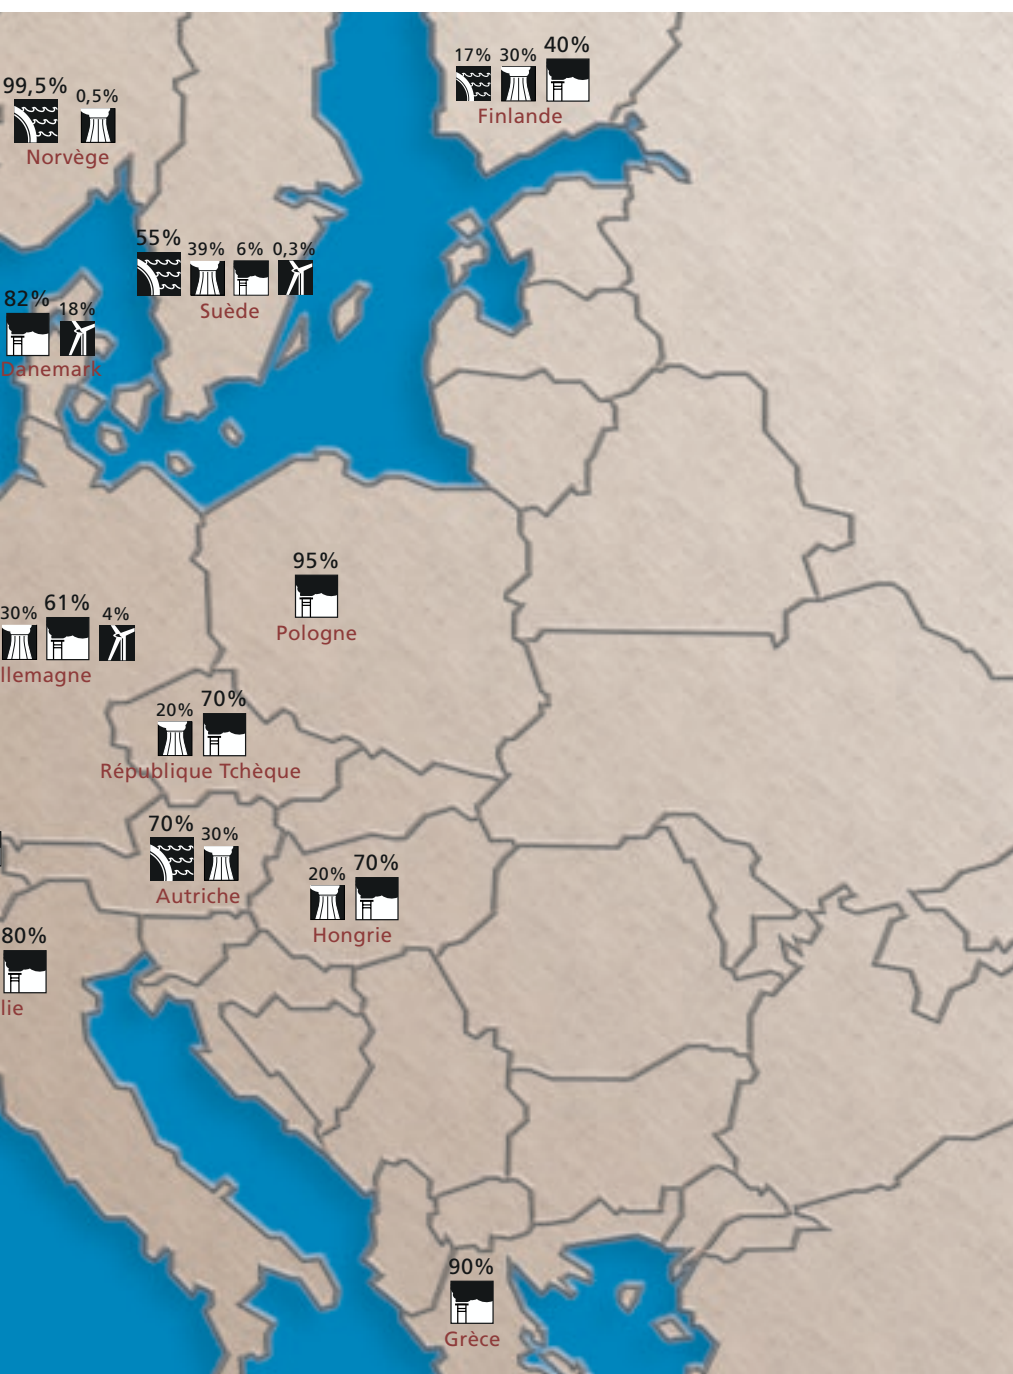 17% 30% 40%
Finlande
99,5% 0,5%
Norvège
55% 39% 6% 0,3%
Suède
82% 18%
Danemark
95%
Pologne
30% 61% 4%
llemagne
20% 70%
République Tchèque
70% 30%
Autriche
20% 70%
Hongrie
80%
lie
90%
Grèce